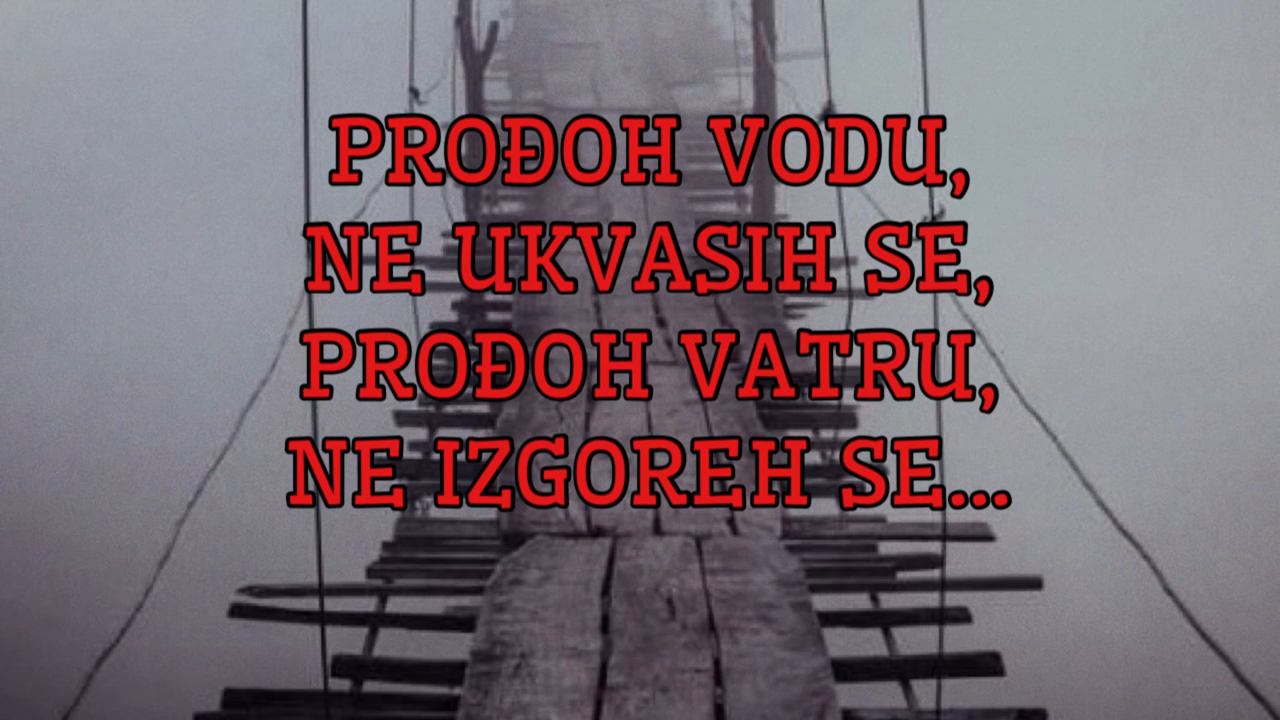 PROĐOH VODU,
NE UKVASIH SE,
PROĐOH VATRU,
NE IZGOREH SE...